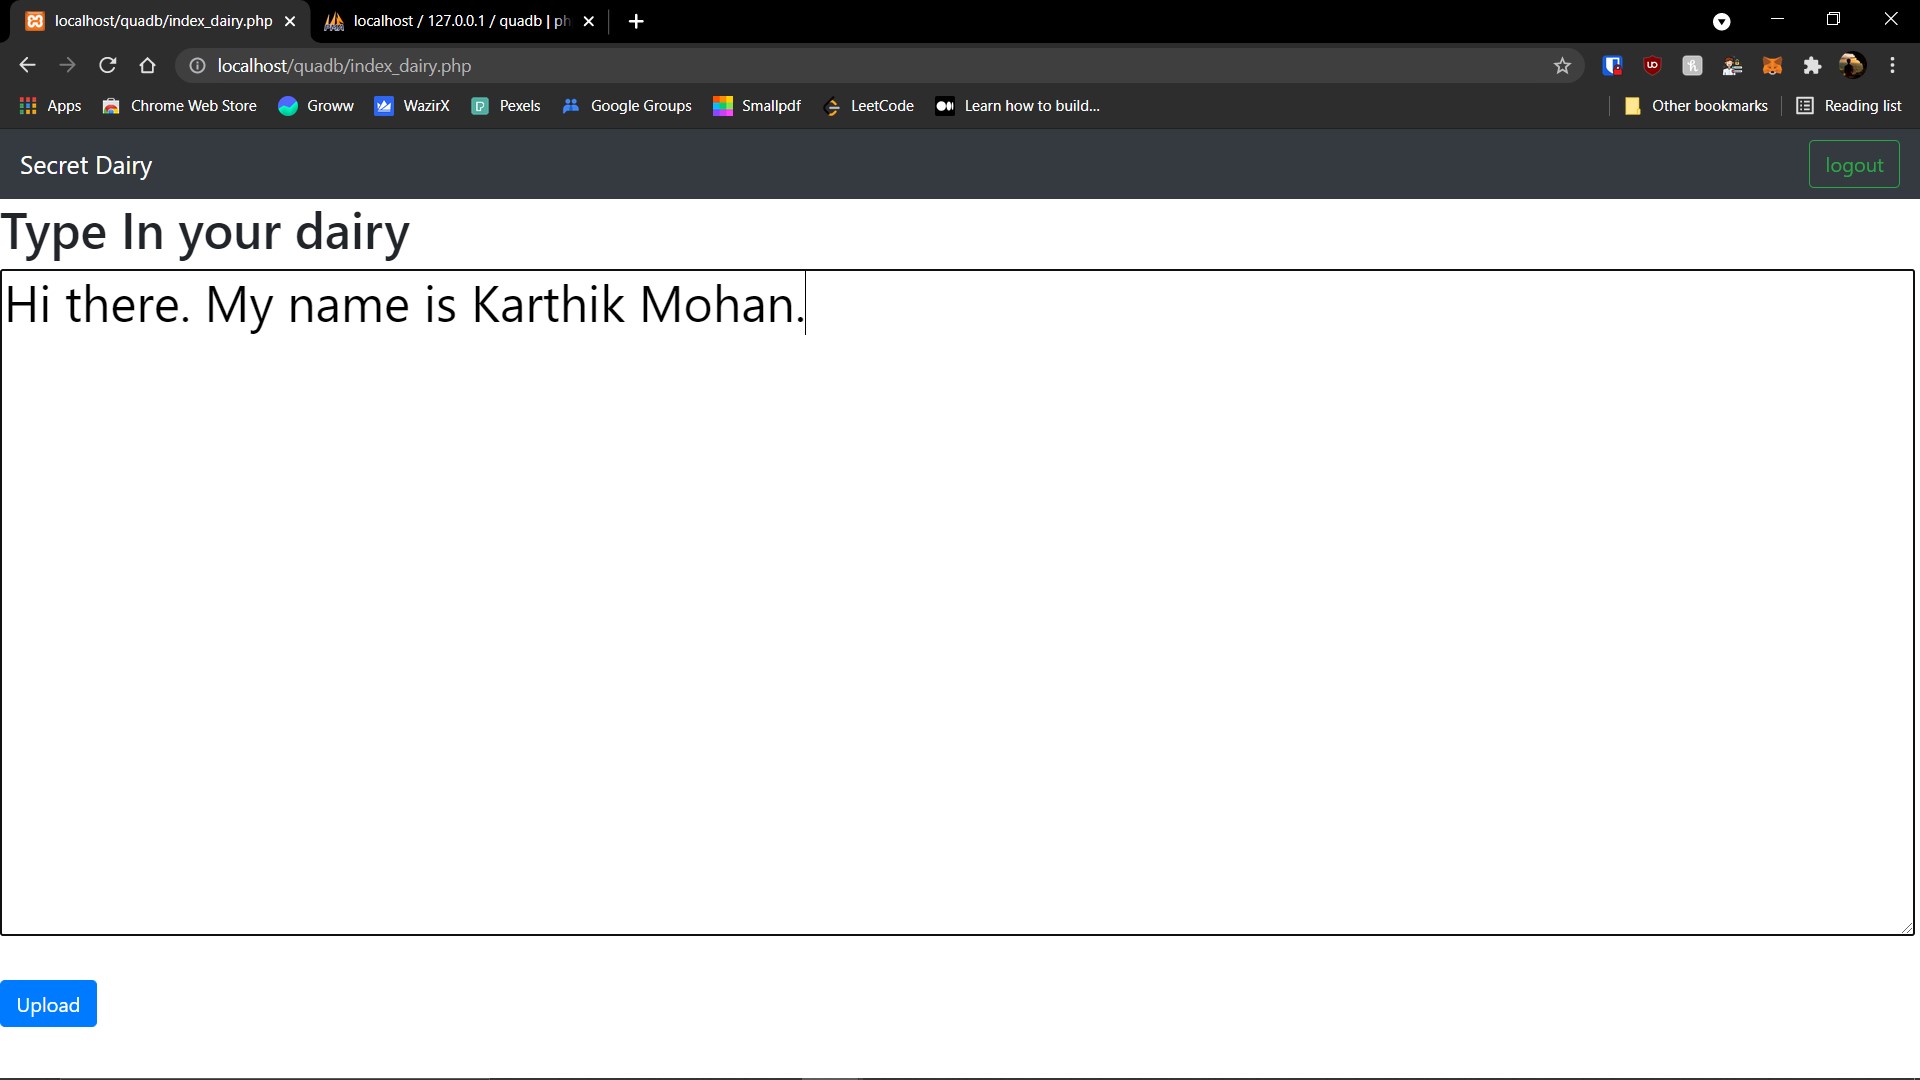 localhost/quadb/index_dairy.php
localhost / 127.0.0.1 / quadb | ph
localhost/quadb/index_dairy.php
Apps Chrome Web Store Groww WazirX Pexels Google Groups Smallpdf LeetCode Learn how to build... Other bookmarks Reading list
Secret Dairy logout
Type In your dairy
Hi there. My name is Karthik Mohan.
Upload